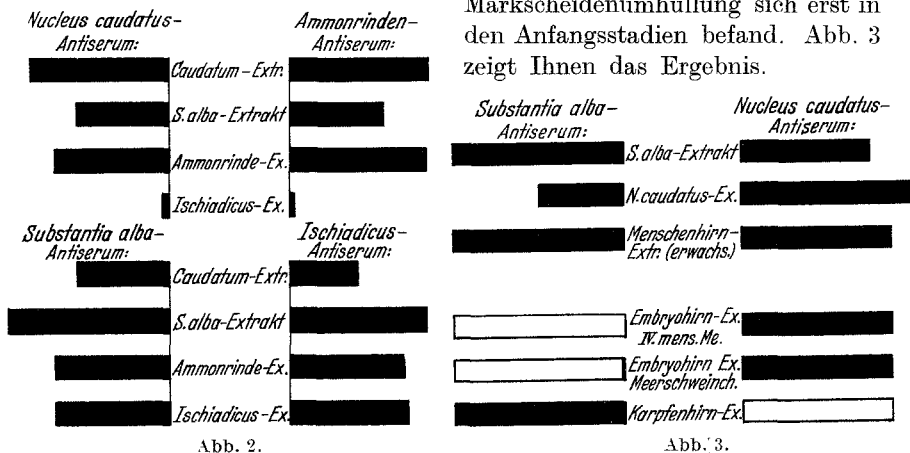 Markscheidenumhüllung sich erst in
den Anfangsstadien befand. Abb. 3
zeigt Ihnen das Ergebnis.
Nucleus caudatus-
Antiserum:
Ammonrinden-
Antiserum:
Caudatum-Extr.
S.alba-Extrakt
Ammonrinde-Ex.
Ischiadicus-Ex.
Substantia alba-
Antiserum:
Ischiadicus-
Antiserum:
Caudatum-Extr.
S.alba-Extrakt
Ammonrinde-Ex.
Ischiadicus-Ex.
Abb. 2.
Substantia alba-
Antiserum:
Nucleus caudatus-
Antiserum:
S.alba-Extrakt
N.caudatus-Ex.
Menschenhirn-
Extr. (erwachs.)
Embryohirn-Ex.
IV. mens. Me.
Embryohirn Ex.
Meerschweinch.
Karpfenhirn-Ex.
Abb. 3.